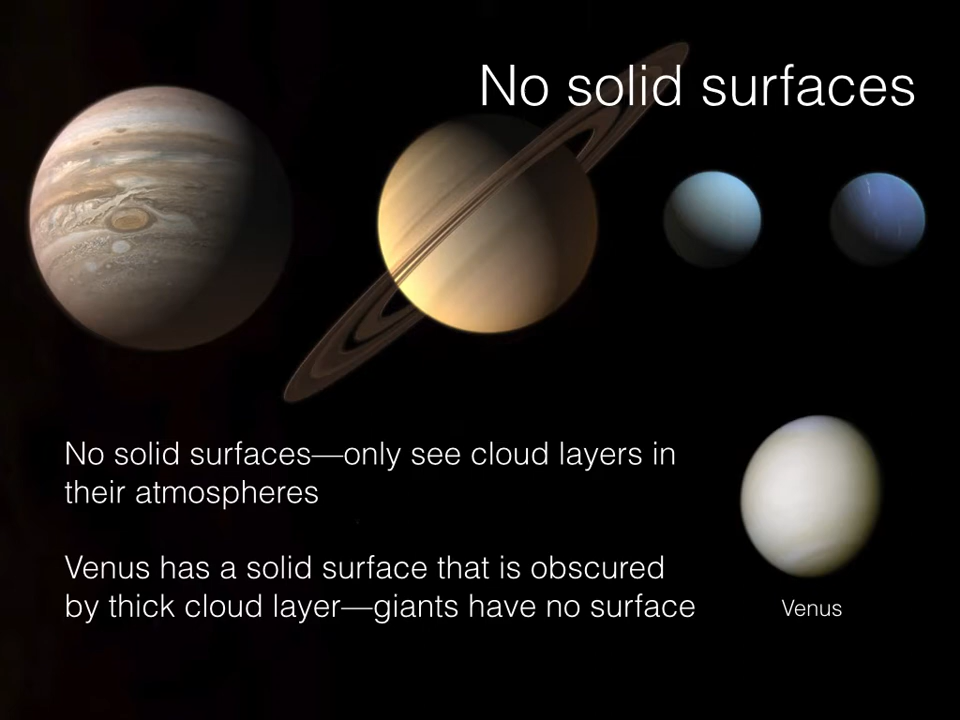 No solid surfaces
No solid surfaces—only see cloud layers in
their atmospheres
Venus has a solid surface that is obscured
by thick cloud layer—giants have no surface
Venus